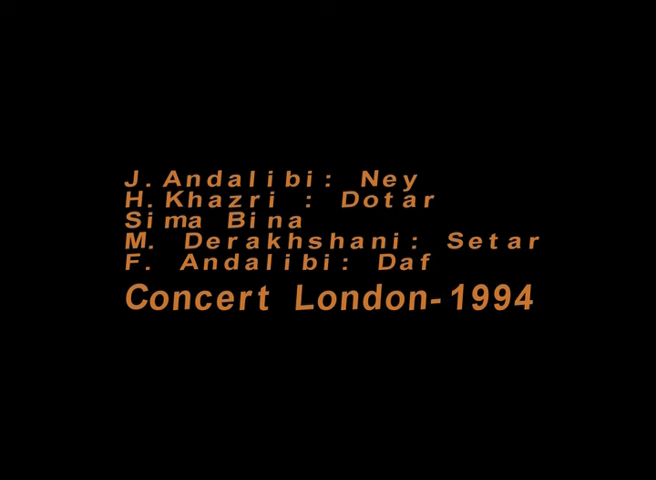 J. Andalibi: Ney
H. Khazri : Dotar
Sima Bina
M. Derakhshani: Setar
F. Andalibi: Daf
Concert London-1994